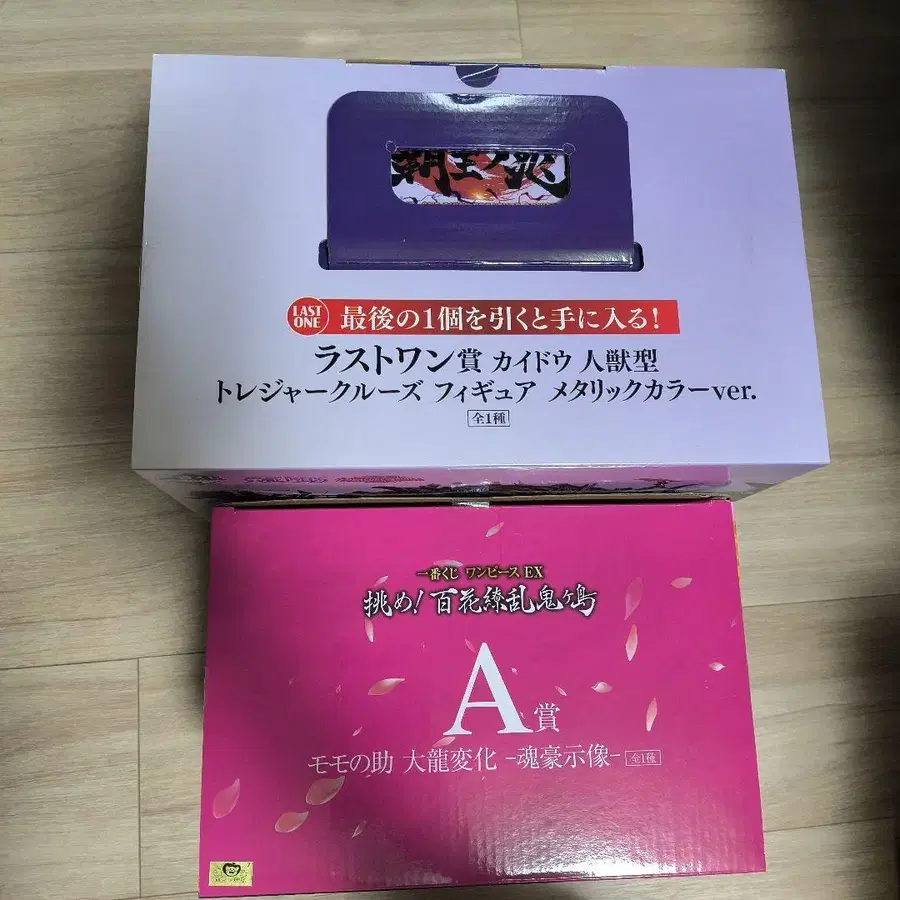 覇王ノ兆
LAST
ONE
最後の1個を引くと手に入る!
ラストワン賞 カイドウ 人獣型
トレジャークルーズ フィギュア メタリックカラーver.
全1種
一番くじ ワンピース EX
挑め!百花繚乱鬼ヶ島
A賞
モモの助 大龍変化 -魂豪示像- 全1種